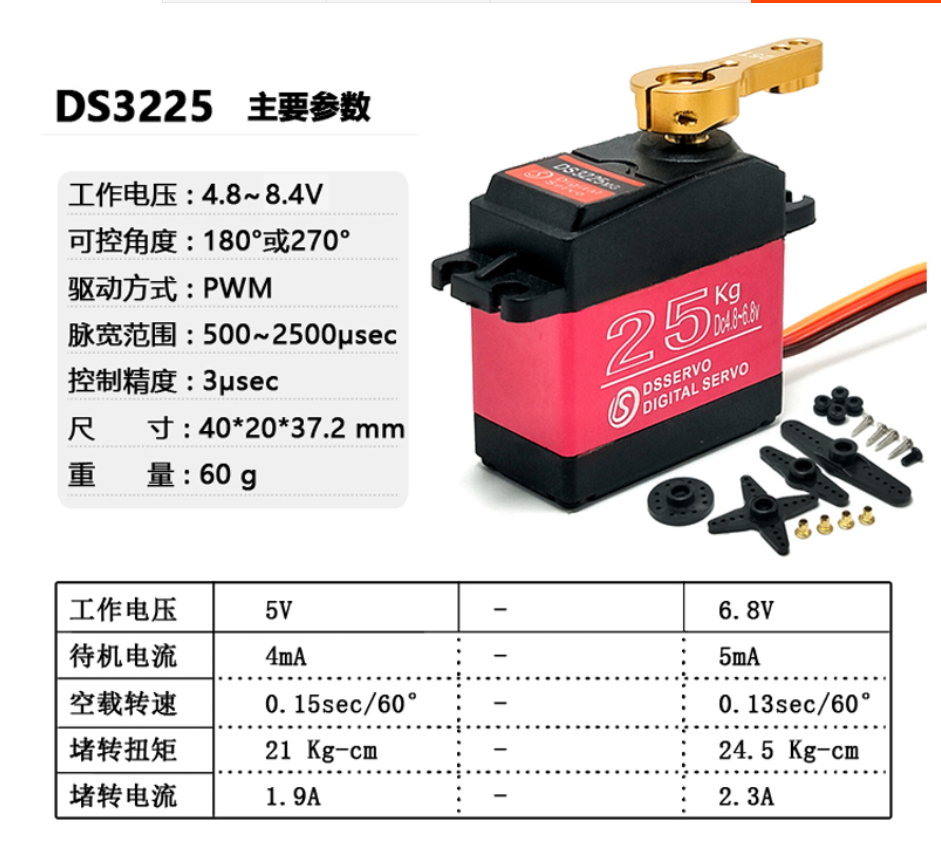 DS3225 主要参数
工作电压：4.8~8.4V
可控角度：180°或270°
驱动方式：PWM
脉宽范围：500~2500μsec
控制精度：3μsec
尺 寸：40*20*37.2 mm
重 量：60 g
DS3225MG
Digital
Servo
25Kg
Dc4.8-6.8v
DSSERVO
DIGITAL SERVO
工作电压 5V - 6.8V
待机电流 4mA - 5mA
空载转速 0.15sec/60° - 0.13sec/60°
堵转扭矩 21 Kg-cm - 24.5 Kg-cm
堵转电流 1.9A - 2.3A